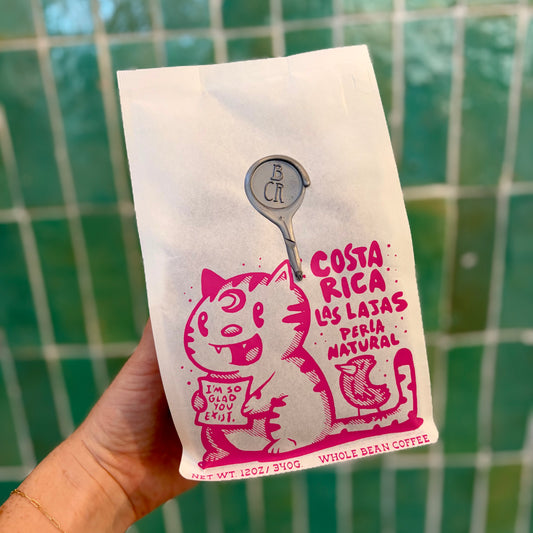 B
CR
COSTA
RICA
LAS LAJAS
PERLA
NATURAL
I'M SO
GLAD
YOU
EXIST.
NET WT. 12OZ/340G WHOLE BEAN COFFEE